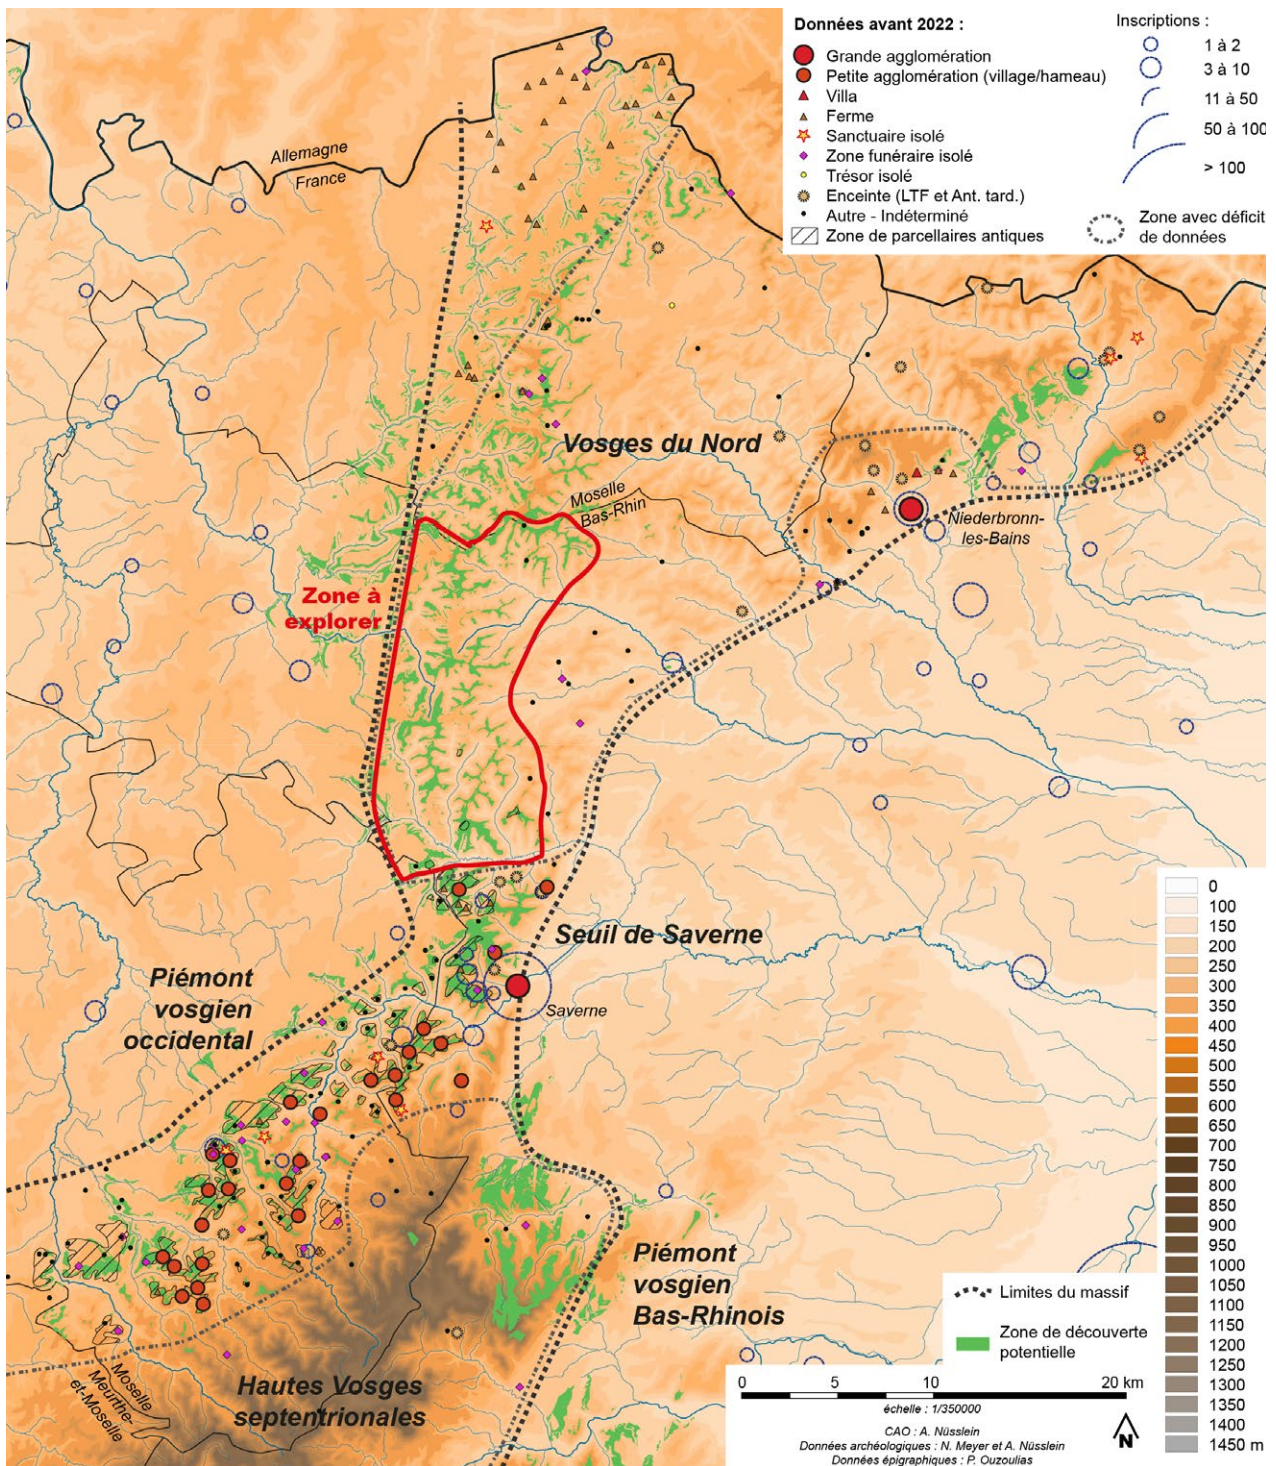 Données avant 2022 :
Grande agglomération
Petite agglomération (village/hameau)
Villa
Ferme
Sanctuaire isolé
Zone funéraire isolé
Trésor isolé
Enceinte (LTF et Ant. tard.)
Autre - Indéterminé
Zone de parcellaires antiques
Inscriptions :
1 à 2
3 à 10
11 à 50
50 à 100
> 100
Zone avec déficit
de données
Allemagne
France
Vosges du Nord
Moselle
Bas-Rhin
Niederbronn-
les-Bains
Zone à
explorer
Seuil de Saverne
Saverne
Piémont
vosgien
occidental
Piémont
vosgien
Bas-Rhinois
Hautes Vosges
septentrionales
Moselle
Meurthe-
et-Moselle
0
100
150
200
250
300
350
400
450
500
550
600
650
700
750
800
850
900
950
1000
1050
1100
1150
1200
1250
1300
1350
1400
1450 m
Limites du massif
Zone de découverte
potentielle
0 5 10 20 km
échelle : 1/350000
CAO : A. Nüsslein
Données archéologiques : N. Meyer et A. Nüsslein
Données épigraphiques : P. Ouzoulias
N